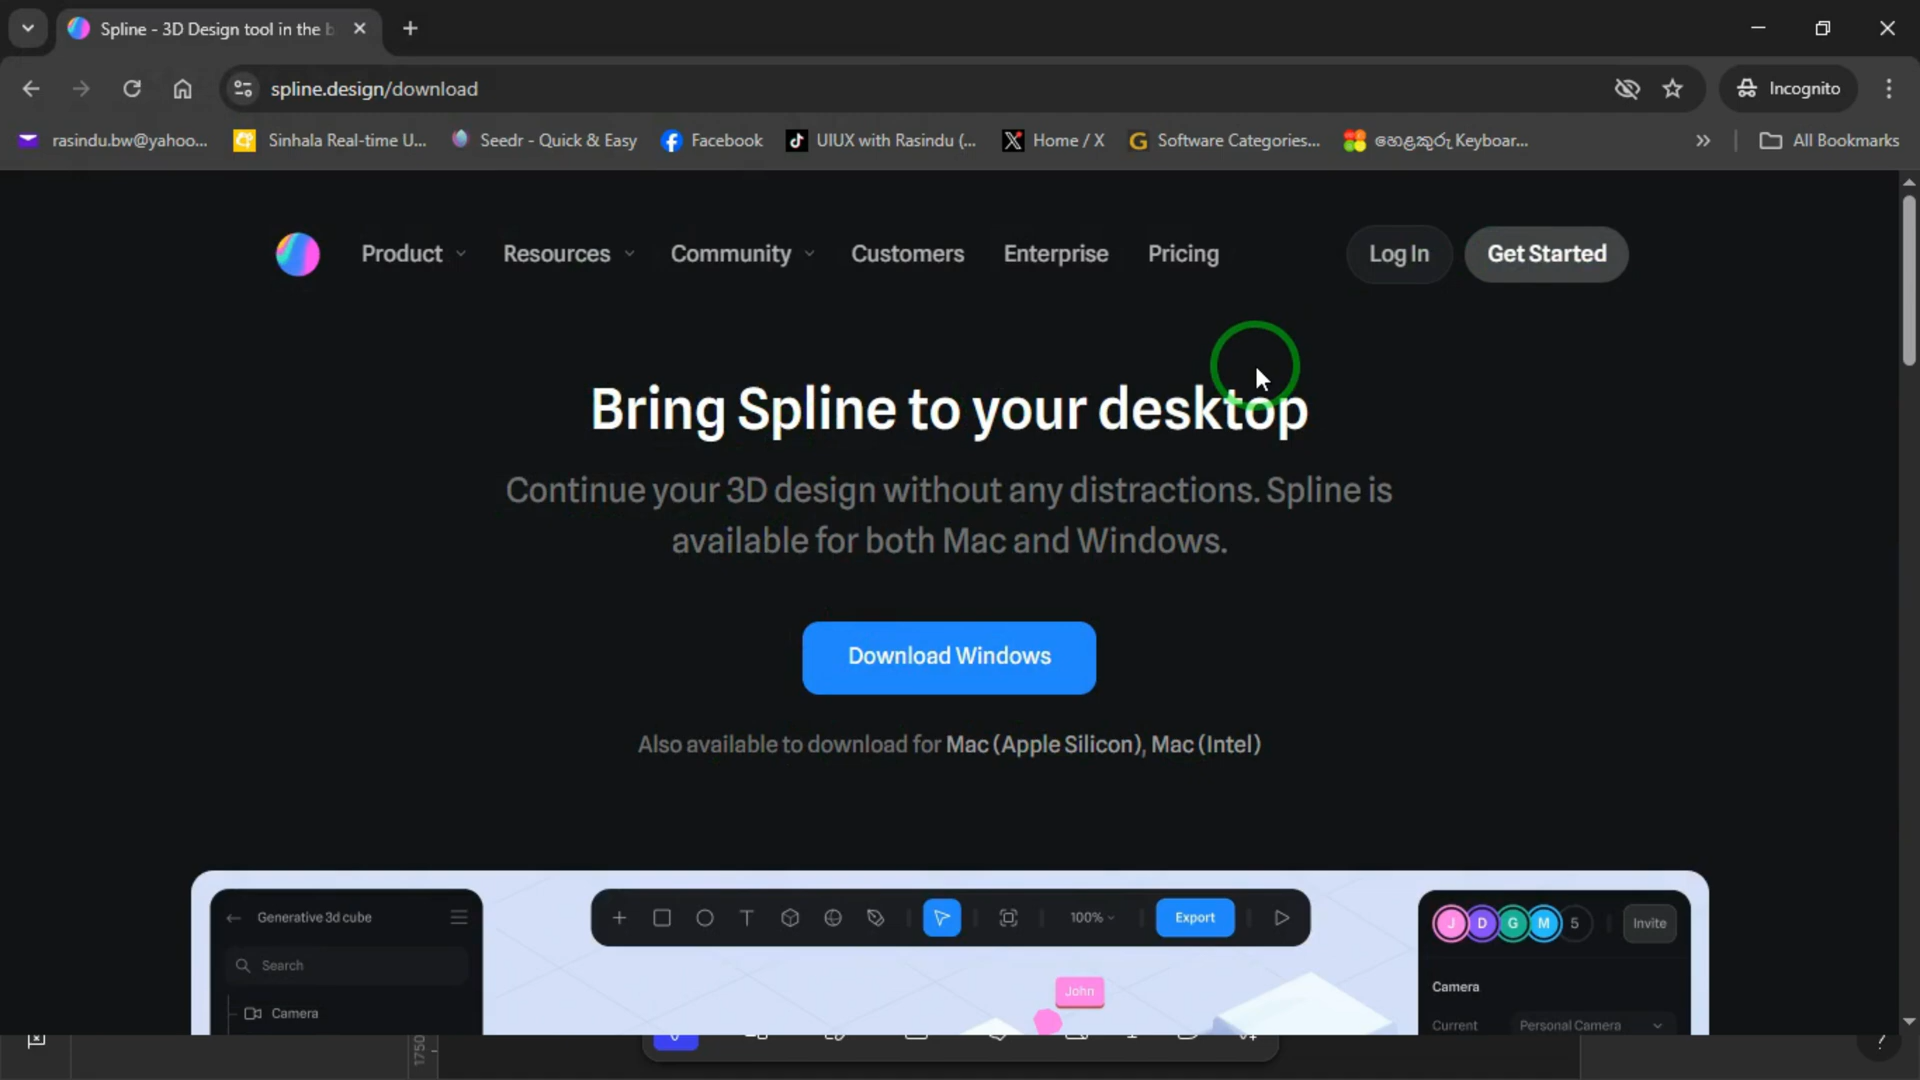 Spline - 3D Design tool in the b
spline.design/download
Incognito
rasindu.bw@yahoo...
Sinhala Real-time U...
Seedr - Quick & Easy
Facebook
UIUX with Rasindu (...
Home / X
Software Categories...
හෙළකුරු Keyboar...
All Bookmarks
Product
Resources
Community
Customers
Enterprise
Pricing
Log In
Get Started
Bring Spline to your desktop
Continue your 3D design without any distractions. Spline is
available for both Mac and Windows.
Download Windows
Also available to download for Mac (Apple Silicon), Mac (Intel)
Generative 3d cube
100%
Export
J D G M 5
Invite
Search
John
Camera
Camera
Current
Personal Camera
1750